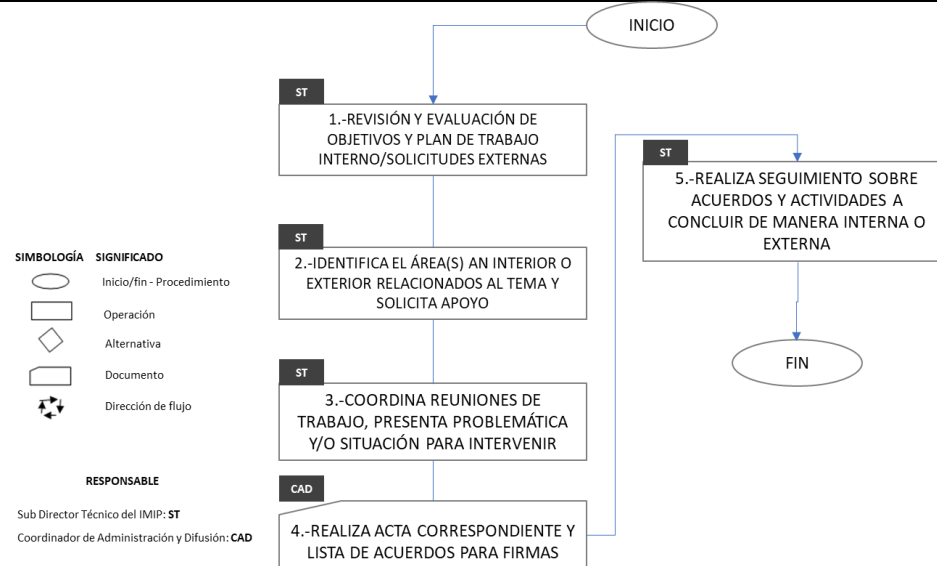 INICIO
ST
1.-REVISIÓN Y EVALUACIÓN DE
OBJETIVOS Y PLAN DE TRABAJO
INTERNO/SOLICITUDES EXTERNAS
ST
2.-IDENTIFICA EL ÁREA(S) AN INTERIOR O
EXTERIOR RELACIONADOS AL TEMA Y
SOLICITA APOYO
ST
3.-COORDINA REUNIONES DE
TRABAJO, PRESENTA PROBLEMÁTICA
Y/O SITUACIÓN PARA INTERVENIR
CAD
4.-REALIZA ACTA CORRESPONDIENTE Y
LISTA DE ACUERDOS PARA FIRMAS
ST
5.-REALIZA SEGUIMIENTO SOBRE
ACUERDOS Y ACTIVIDADES A
CONCLUIR DE MANERA INTERNA O
EXTERNA
FIN
SIMBOLOGÍA SIGNIFICADO
Inicio/fin - Procedimiento
Operación
Alternativa
Documento
Dirección de flujo
RESPONSABLE
Sub Director Técnico del IMIP: ST
Coordinador de Administración y Difusión: CAD